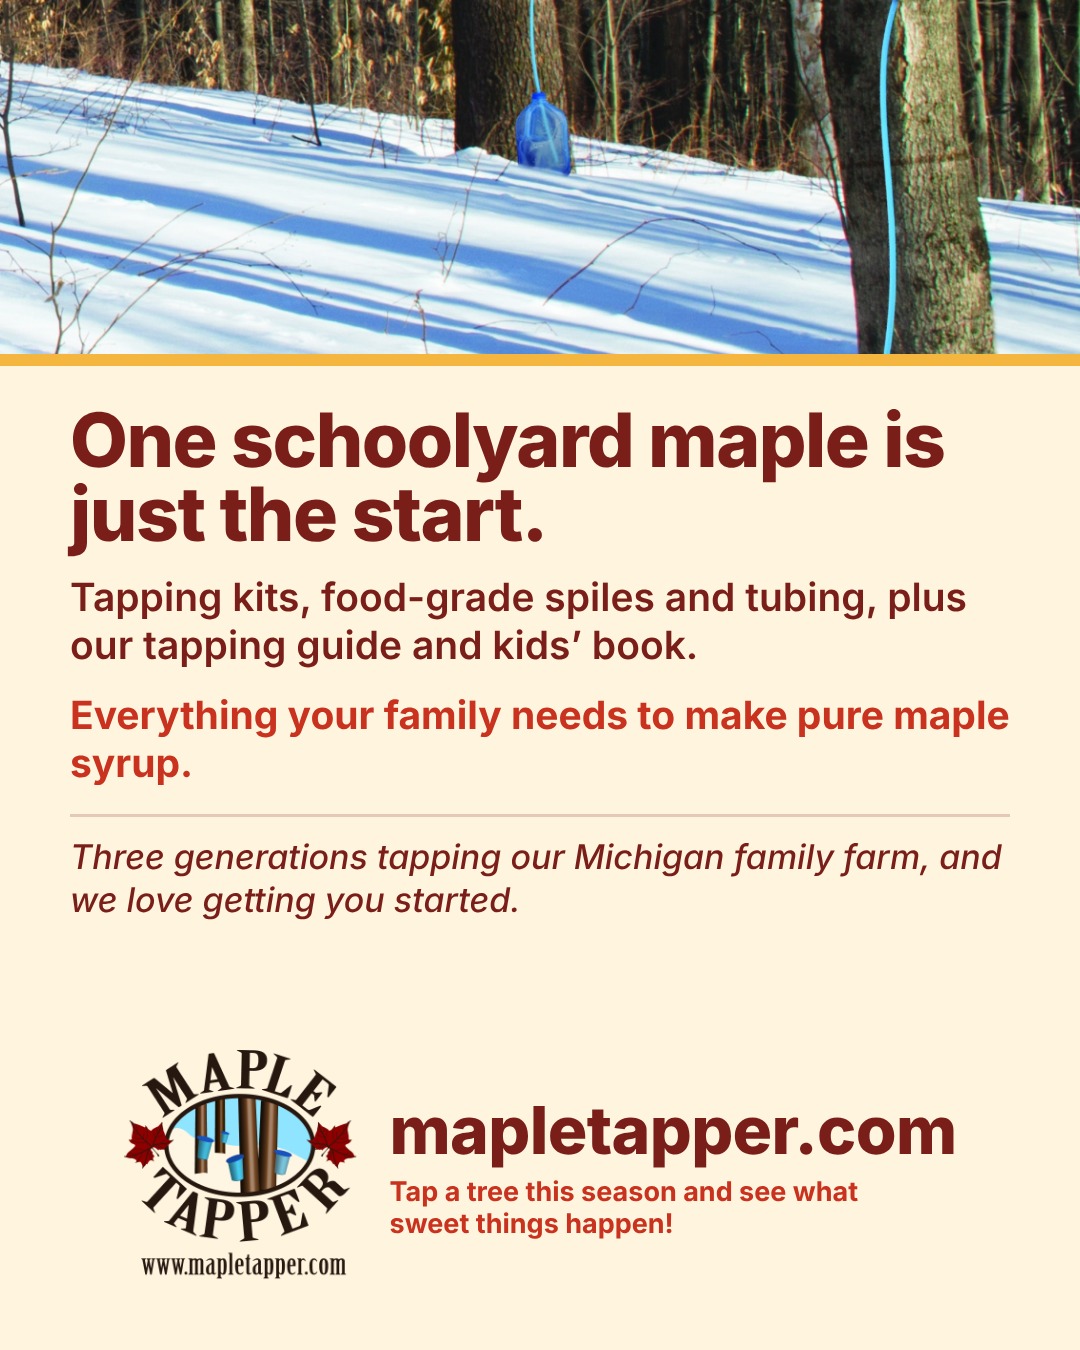 One schoolyard maple is
just the start.
Tapping kits, food-grade spiles and tubing, plus
our tapping guide and kids’ book.
Everything your family needs to make pure maple
syrup.
Three generations tapping our Michigan family farm, and
we love getting you started.
MAPLE
TAPPER
www.mapletapper.com
mapletapper.com
Tap a tree this season and see what
sweet things happen!